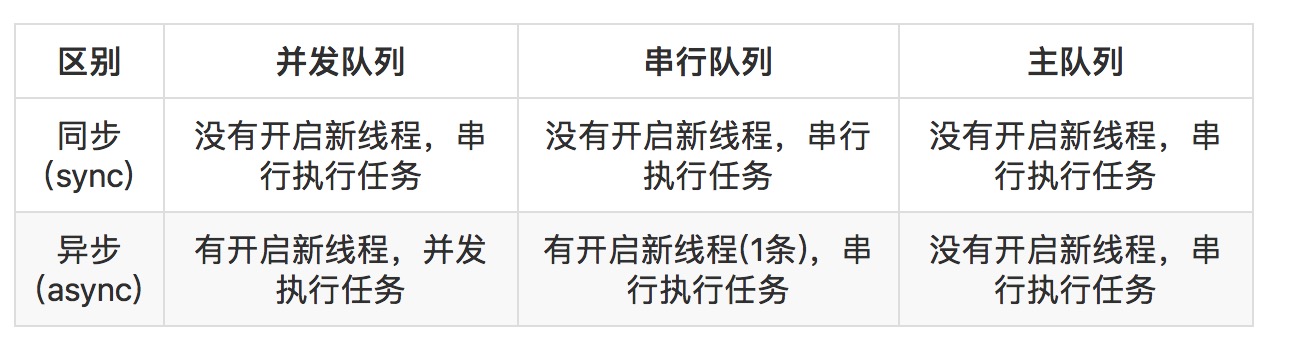 区别
并发队列
串行队列
主队列
同步
(sync)
没有开启新线程，串
行执行任务
没有开启新线程，串行
执行任务
没有开启新线程，串
行执行任务
异步
(async)
有开启新线程，并发
执行任务
有开启新线程(1条)，串
行执行任务
没有开启新线程，串
行执行任务